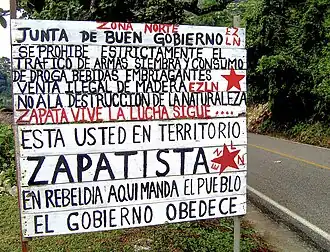 ZONA NORTE EZ
JUNTA DE BUEN GOBIERNO LN
SE PROHIBE ESTRICTAMENTE EL
TRAFICO DE ARMAS, SIEMBRA Y CONSUMO
DE DROGA BEBIDAS EMBRIAGANTES
VENTA ILEGAL DE MADERA EZLN
NO A LA DESTRUCCION DE LA NATURALEZA
ZAPATA VIVE LA LUCHA SIGUE ....
ESTA USTED EN TERRITORIO
ZAPATISTA EZLN
EN REBELDIA AQUI MANDA EL PUEBLO
EL GOBIERNO OBEDECE